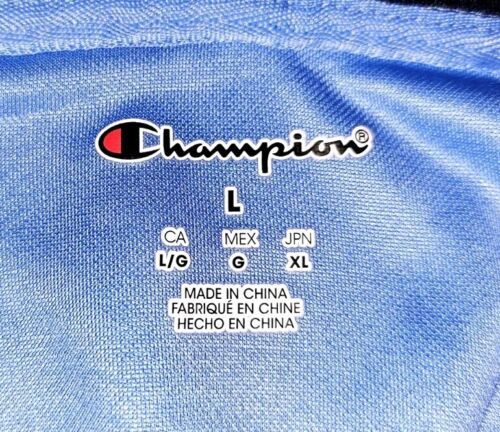 Champion®
L
CA MEX JPN
L/G G XL
MADE IN CHINA
FABRIQUÉ EN CHINE
HECHO EN CHINA